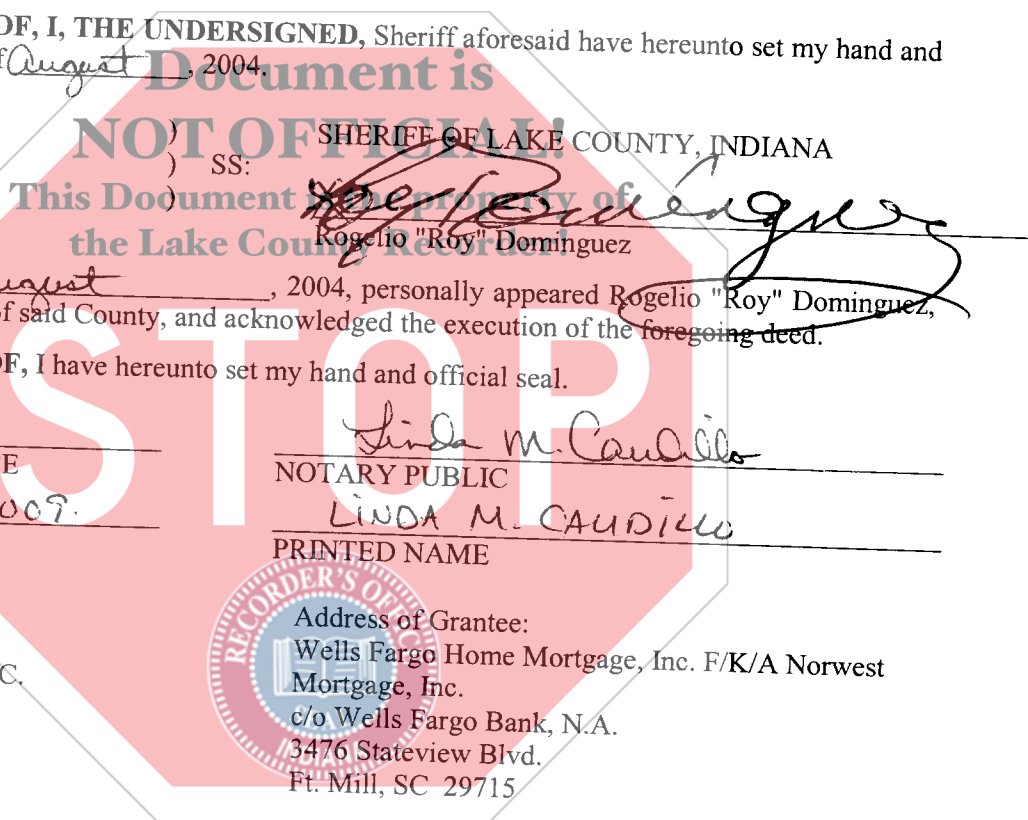 OF, I, THE UNDERSIGNED, Sheriff aforesaid have hereunto set my hand and
f August, 2004.
Document is
NOT OFFICIAL!
This Document is the property of
the Lake County Recorder!
) SHERIFF OF LAKE COUNTY, INDIANA
) SS:
)
Rogelio "Roy" Dominguez
ugust, 2004, personally appeared Rogelio "Roy" Dominguez,
f said County, and acknowledged the execution of the foregoing deed.
OF, I have hereunto set my hand and official seal.
STOP
Linda M. Caudillo
E NOTARY PUBLIC
009. LINDA M. CAUDILLO
PRINTED NAME
RECORDER'S OFFICE
INDIANA
Address of Grantee:
Wells Fargo Home Mortgage, Inc. F/K/A Norwest
C. Mortgage, Inc.
c/o Wells Fargo Bank, N.A.
3476 Stateview Blvd.
Ft. Mill, SC 29715